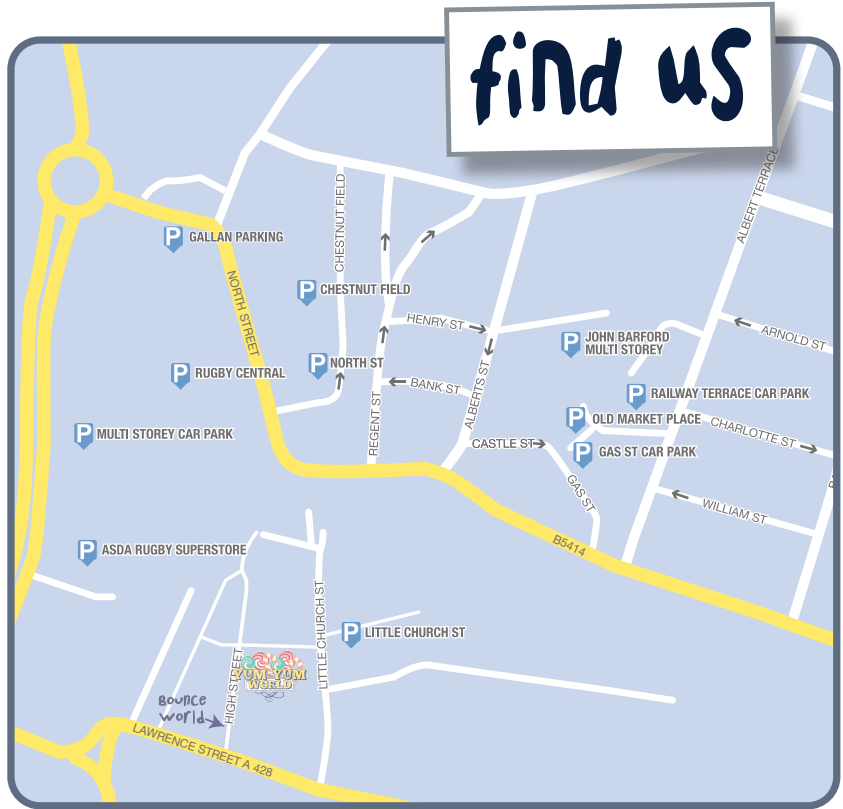 find us
ALBERT TERRACE
CHESTNUT FIELD
GALLAN PARKING
NORTH STREET
CHESTNUT FIELD
HENRY ST
ARNOLD ST
JOHN BARFORD
MULTI STOREY
NORTH ST
RUGBY CENTRAL
BANK ST
ALBERTS ST
RAILWAY TERRACE CAR PARK
REGENT ST
OLD MARKET PLACE
CHARLOTTE ST
MULTI STOREY CAR PARK
CASTLE ST
GAS ST CAR PARK
GAS ST
WILLIAM ST
B5414
ASDA RUGBY SUPERSTORE
LITTLE CHURCH ST
LITTLE CHURCH.ST
HIGH STREET
YUM YUM
WORLD
Bounce
world
LAWRENCE STREET A 428